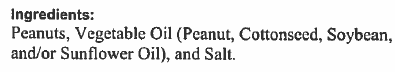 Ingredients:
Peanuts, Vegetable Oil (Peanut, Cottonseed, Soybean,
and/or Sunflower Oil), and Salt.